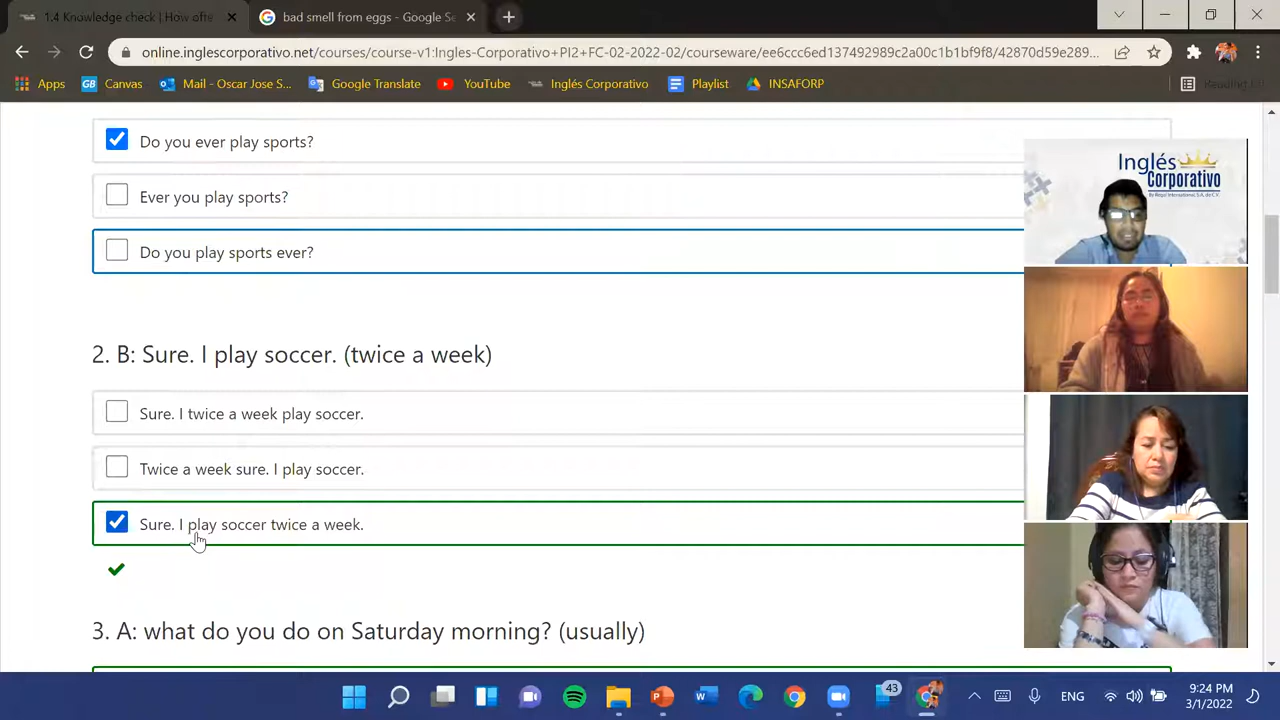 1.4 Knowledge check | How ofte
bad smell from eggs - Google Se
online.inglescorporativo.net/courses/course-v1:Ingles-Corporativo+PI2+FC-02-2022-02/courseware/ee6ccc6ed137492989c2a00c1b1bf9f8/42870d59e289...
Apps
Canvas
Mail - Oscar Jose S...
Google Translate
YouTube
Inglés Corporativo
Playlist
INSAFORP
Reading list
Do you ever play sports?
Ever you play sports?
Do you play sports ever?
Inglés
Corporativo
2. B: Sure. I play soccer. (twice a week)
Sure. I twice a week play soccer.
Twice a week sure. I play soccer.
Sure. I play soccer twice a week.
3. A: what do you do on Saturday morning? (usually)
43
ENG
9:24 PM
3/1/2022